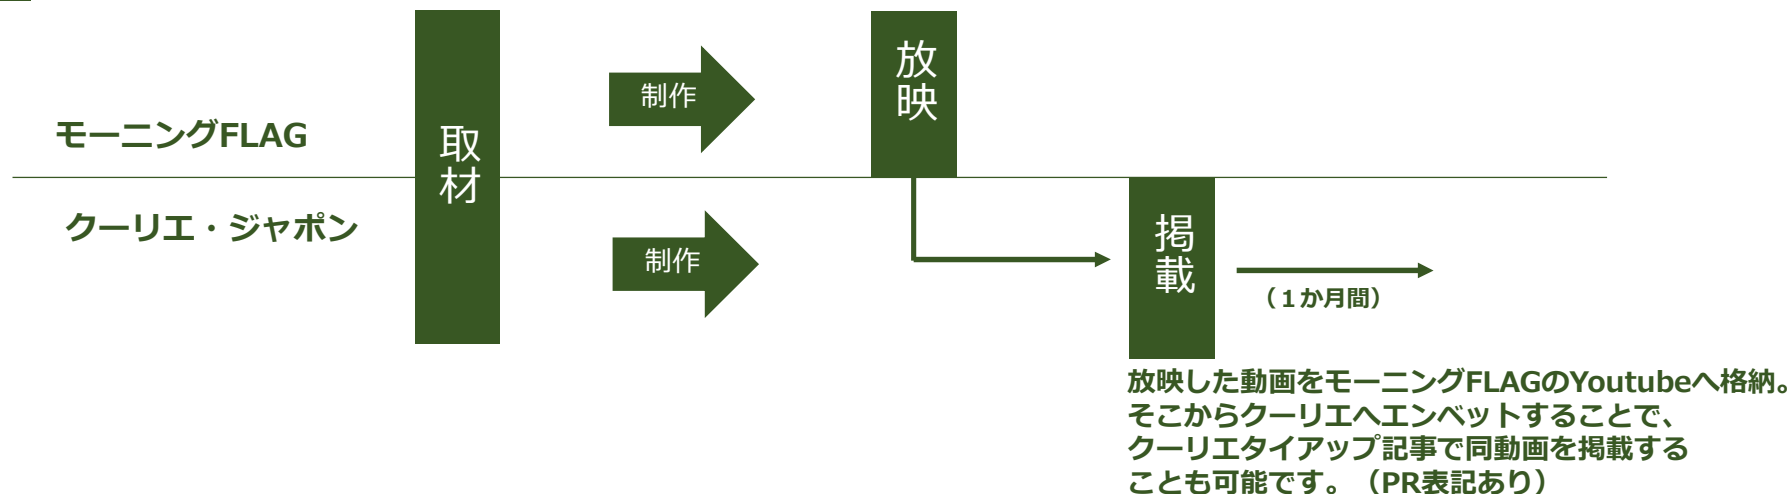 モーニングFLAG
クーリエ・ジャポン
取材
制作
制作
放映
掲載
（１か月間）
放映した動画をモーニングFLAGのYoutubeへ格納。
そこからクーリエへエンベットすることで、
クーリエタイアップ記事で同動画を掲載する
ことも可能です。（PR表記あり）